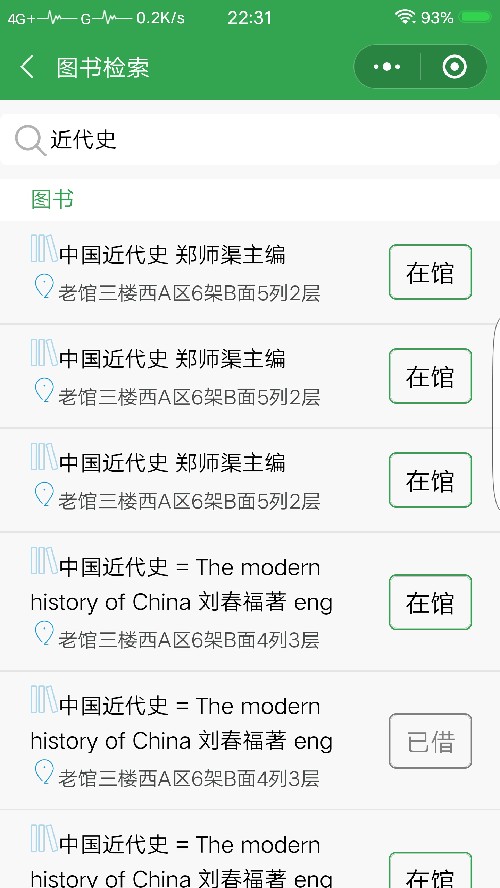 4G+ G 0.2K/s 22:31 93%
图书检索
近代史
图书
中国近代史 郑师渠主编
老馆三楼西A区6架B面5列2层
在馆
中国近代史 郑师渠主编
老馆三楼西A区6架B面5列2层
在馆
中国近代史 郑师渠主编
老馆三楼西A区6架B面5列2层
在馆
中国近代史 = The modern
history of China 刘春福著 eng
老馆三楼西A区6架B面4列3层
在馆
中国近代史 = The modern
history of China 刘春福著 eng
老馆三楼西A区6架B面4列3层
已借
中国近代史 = The modern
history of China 刘春福著 eng
在馆